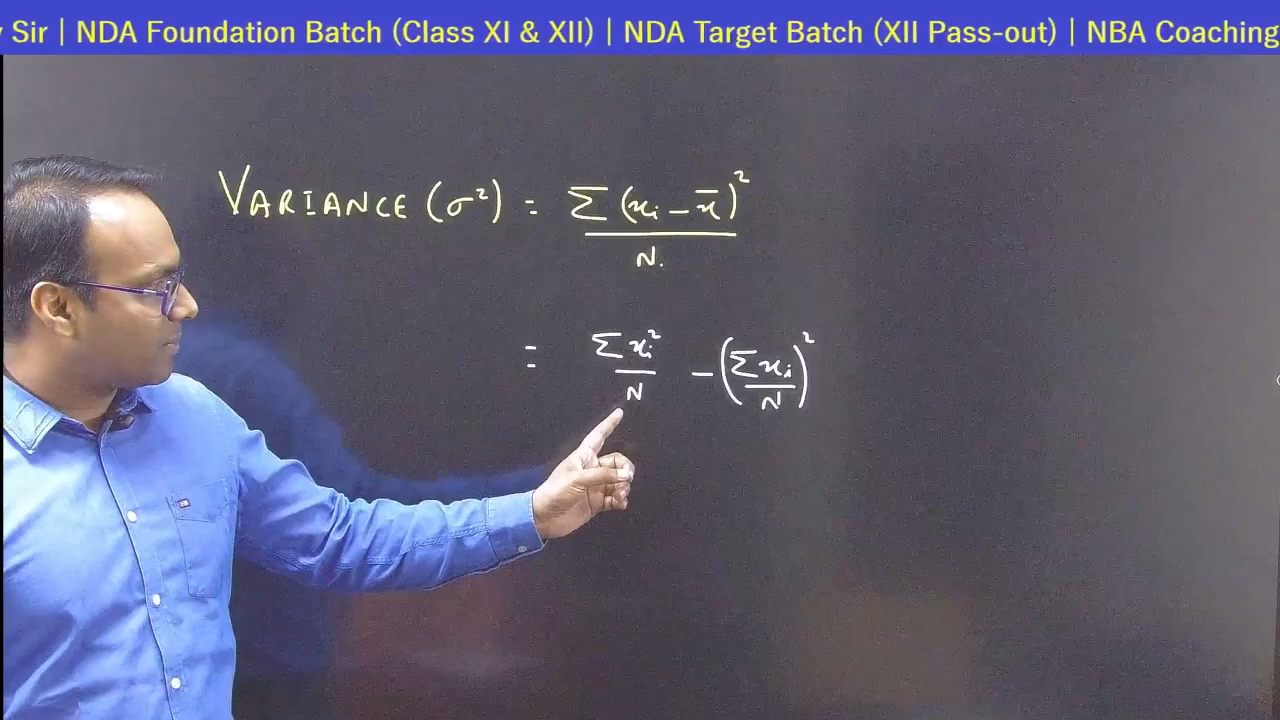 y Sir | NDA Foundation Batch (Class XI & XII) | NDA Target Batch (XII Pass-out) | NBA Coaching
VARIANCE (σ²) = Σ(xᵢ – x̄)²
N.
= Σxᵢ² – (Σxᵢ)²
N N